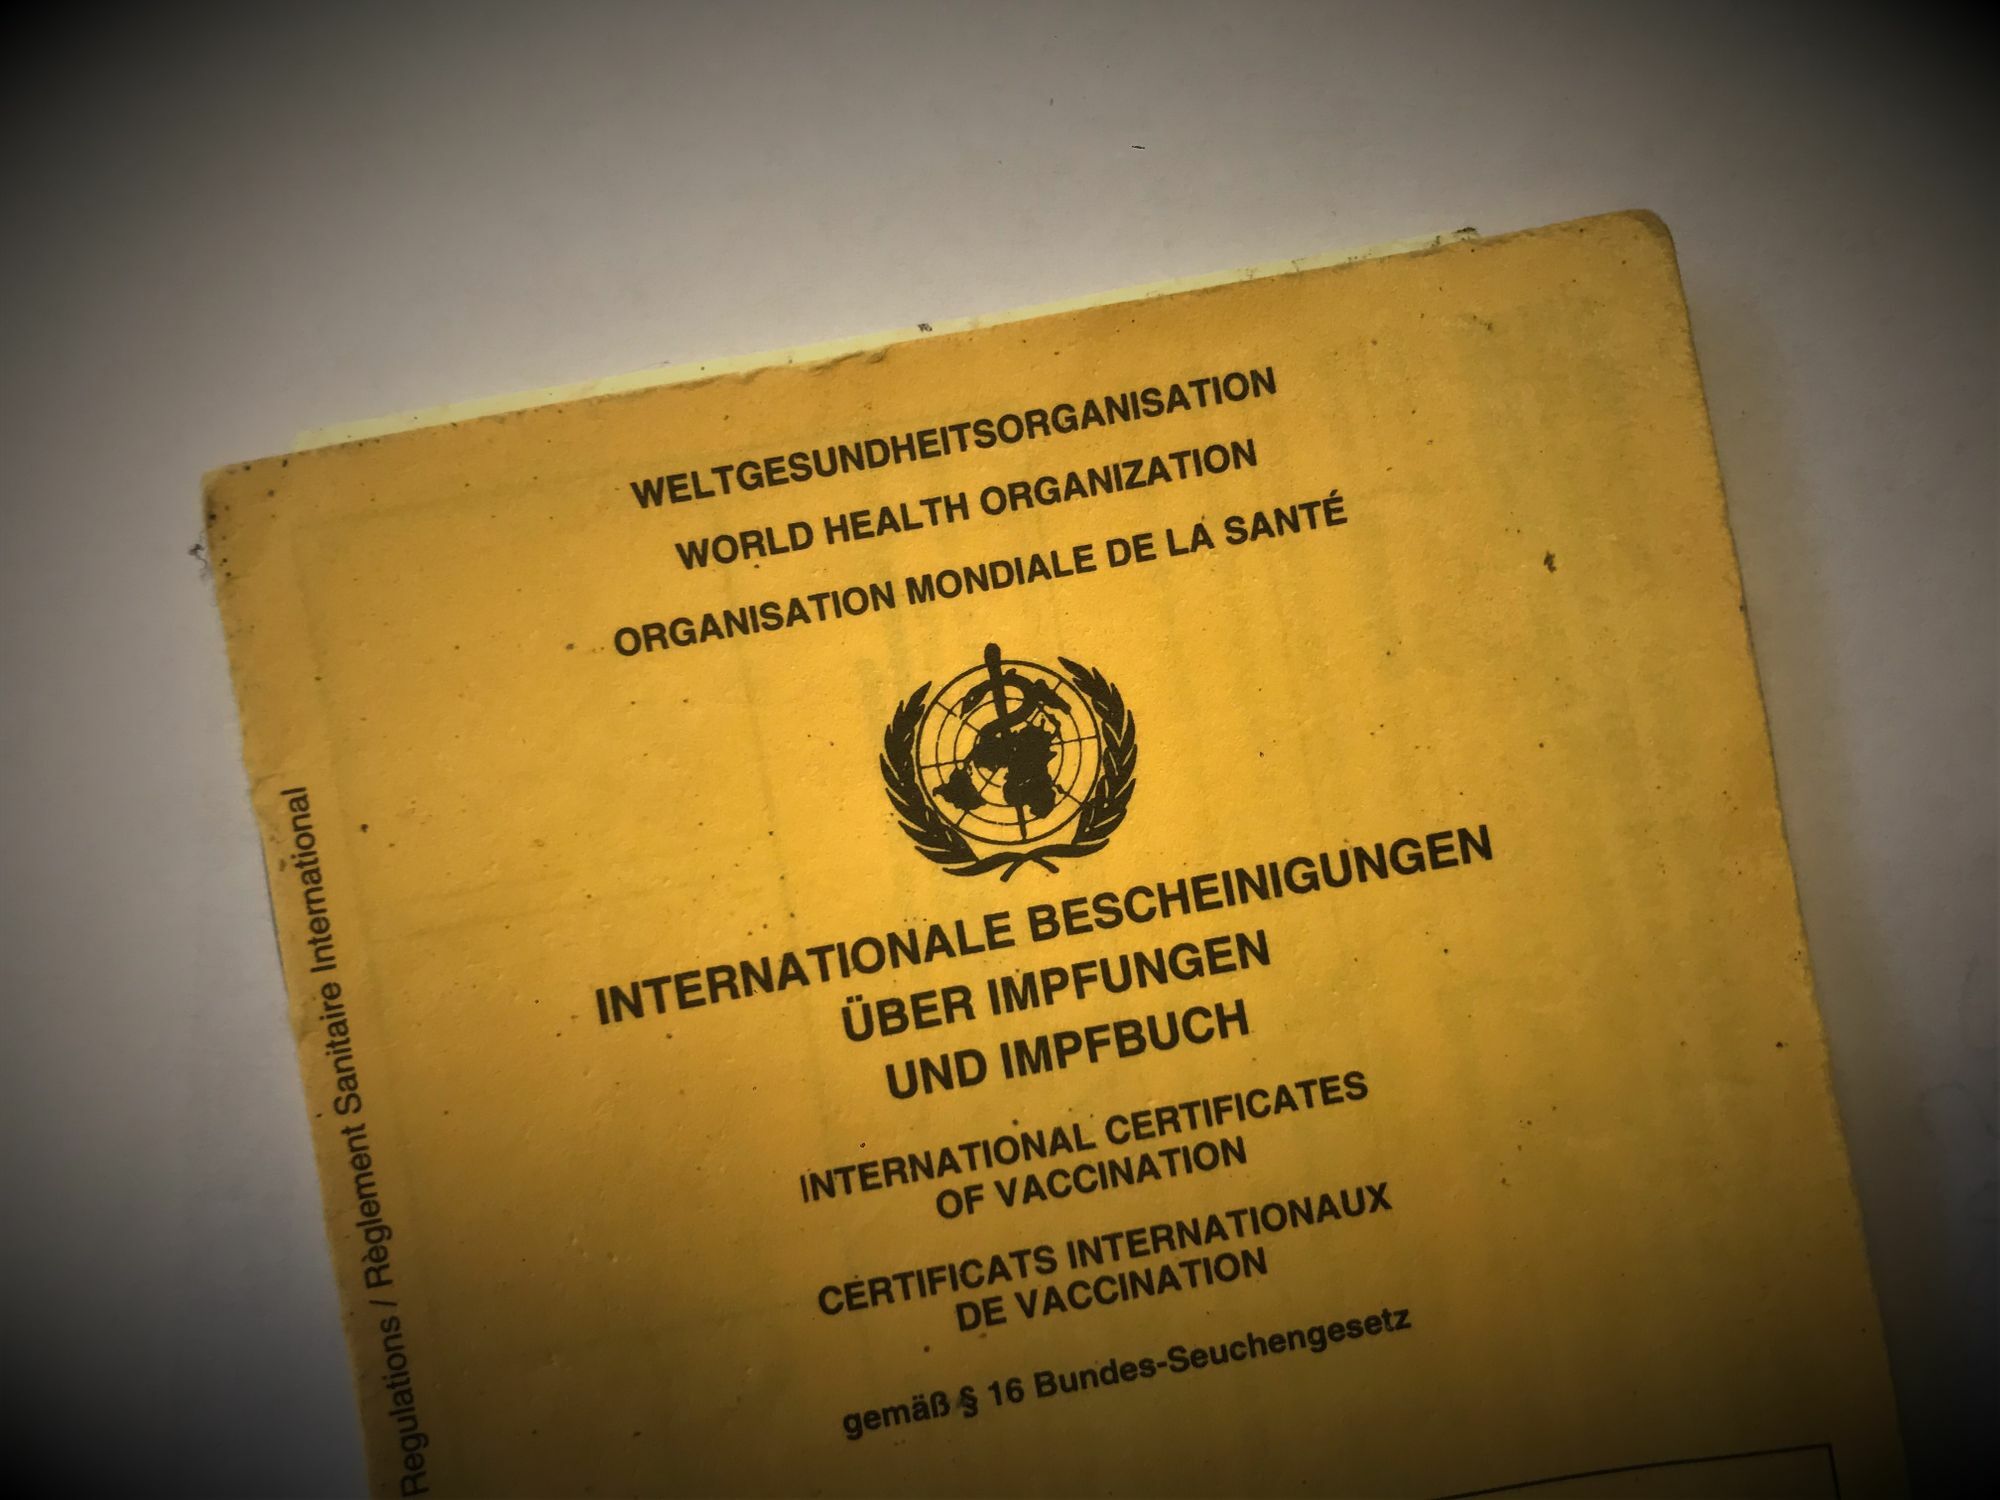 WELTGESUNDHEITSORGANISATION
WORLD HEALTH ORGANIZATION
ORGANISATION MONDIALE DE LA SANTÉ
INTERNATIONALE BESCHEINIGUNGEN
ÜBER IMPFUNGEN
UND IMPFBUCH
INTERNATIONAL CERTIFICATES
OF VACCINATION
CERTIFICATS INTERNATIONAUX
DE VACCINATION
gemäß § 16 Bundes-Seuchengesetz
Regulations / Règlement Sanitaire International